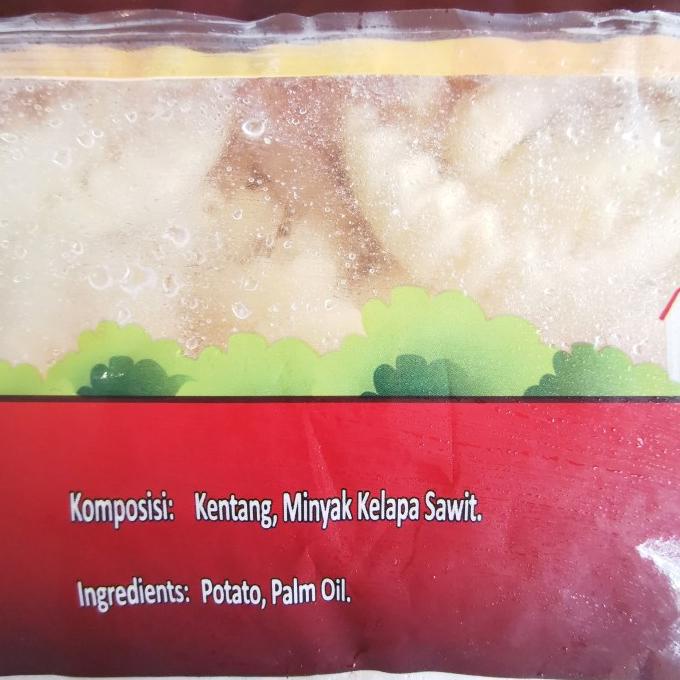 Komposisi: Kentang, Minyak Kelapa Sawit.
Ingredients: Potato, Palm Oil.